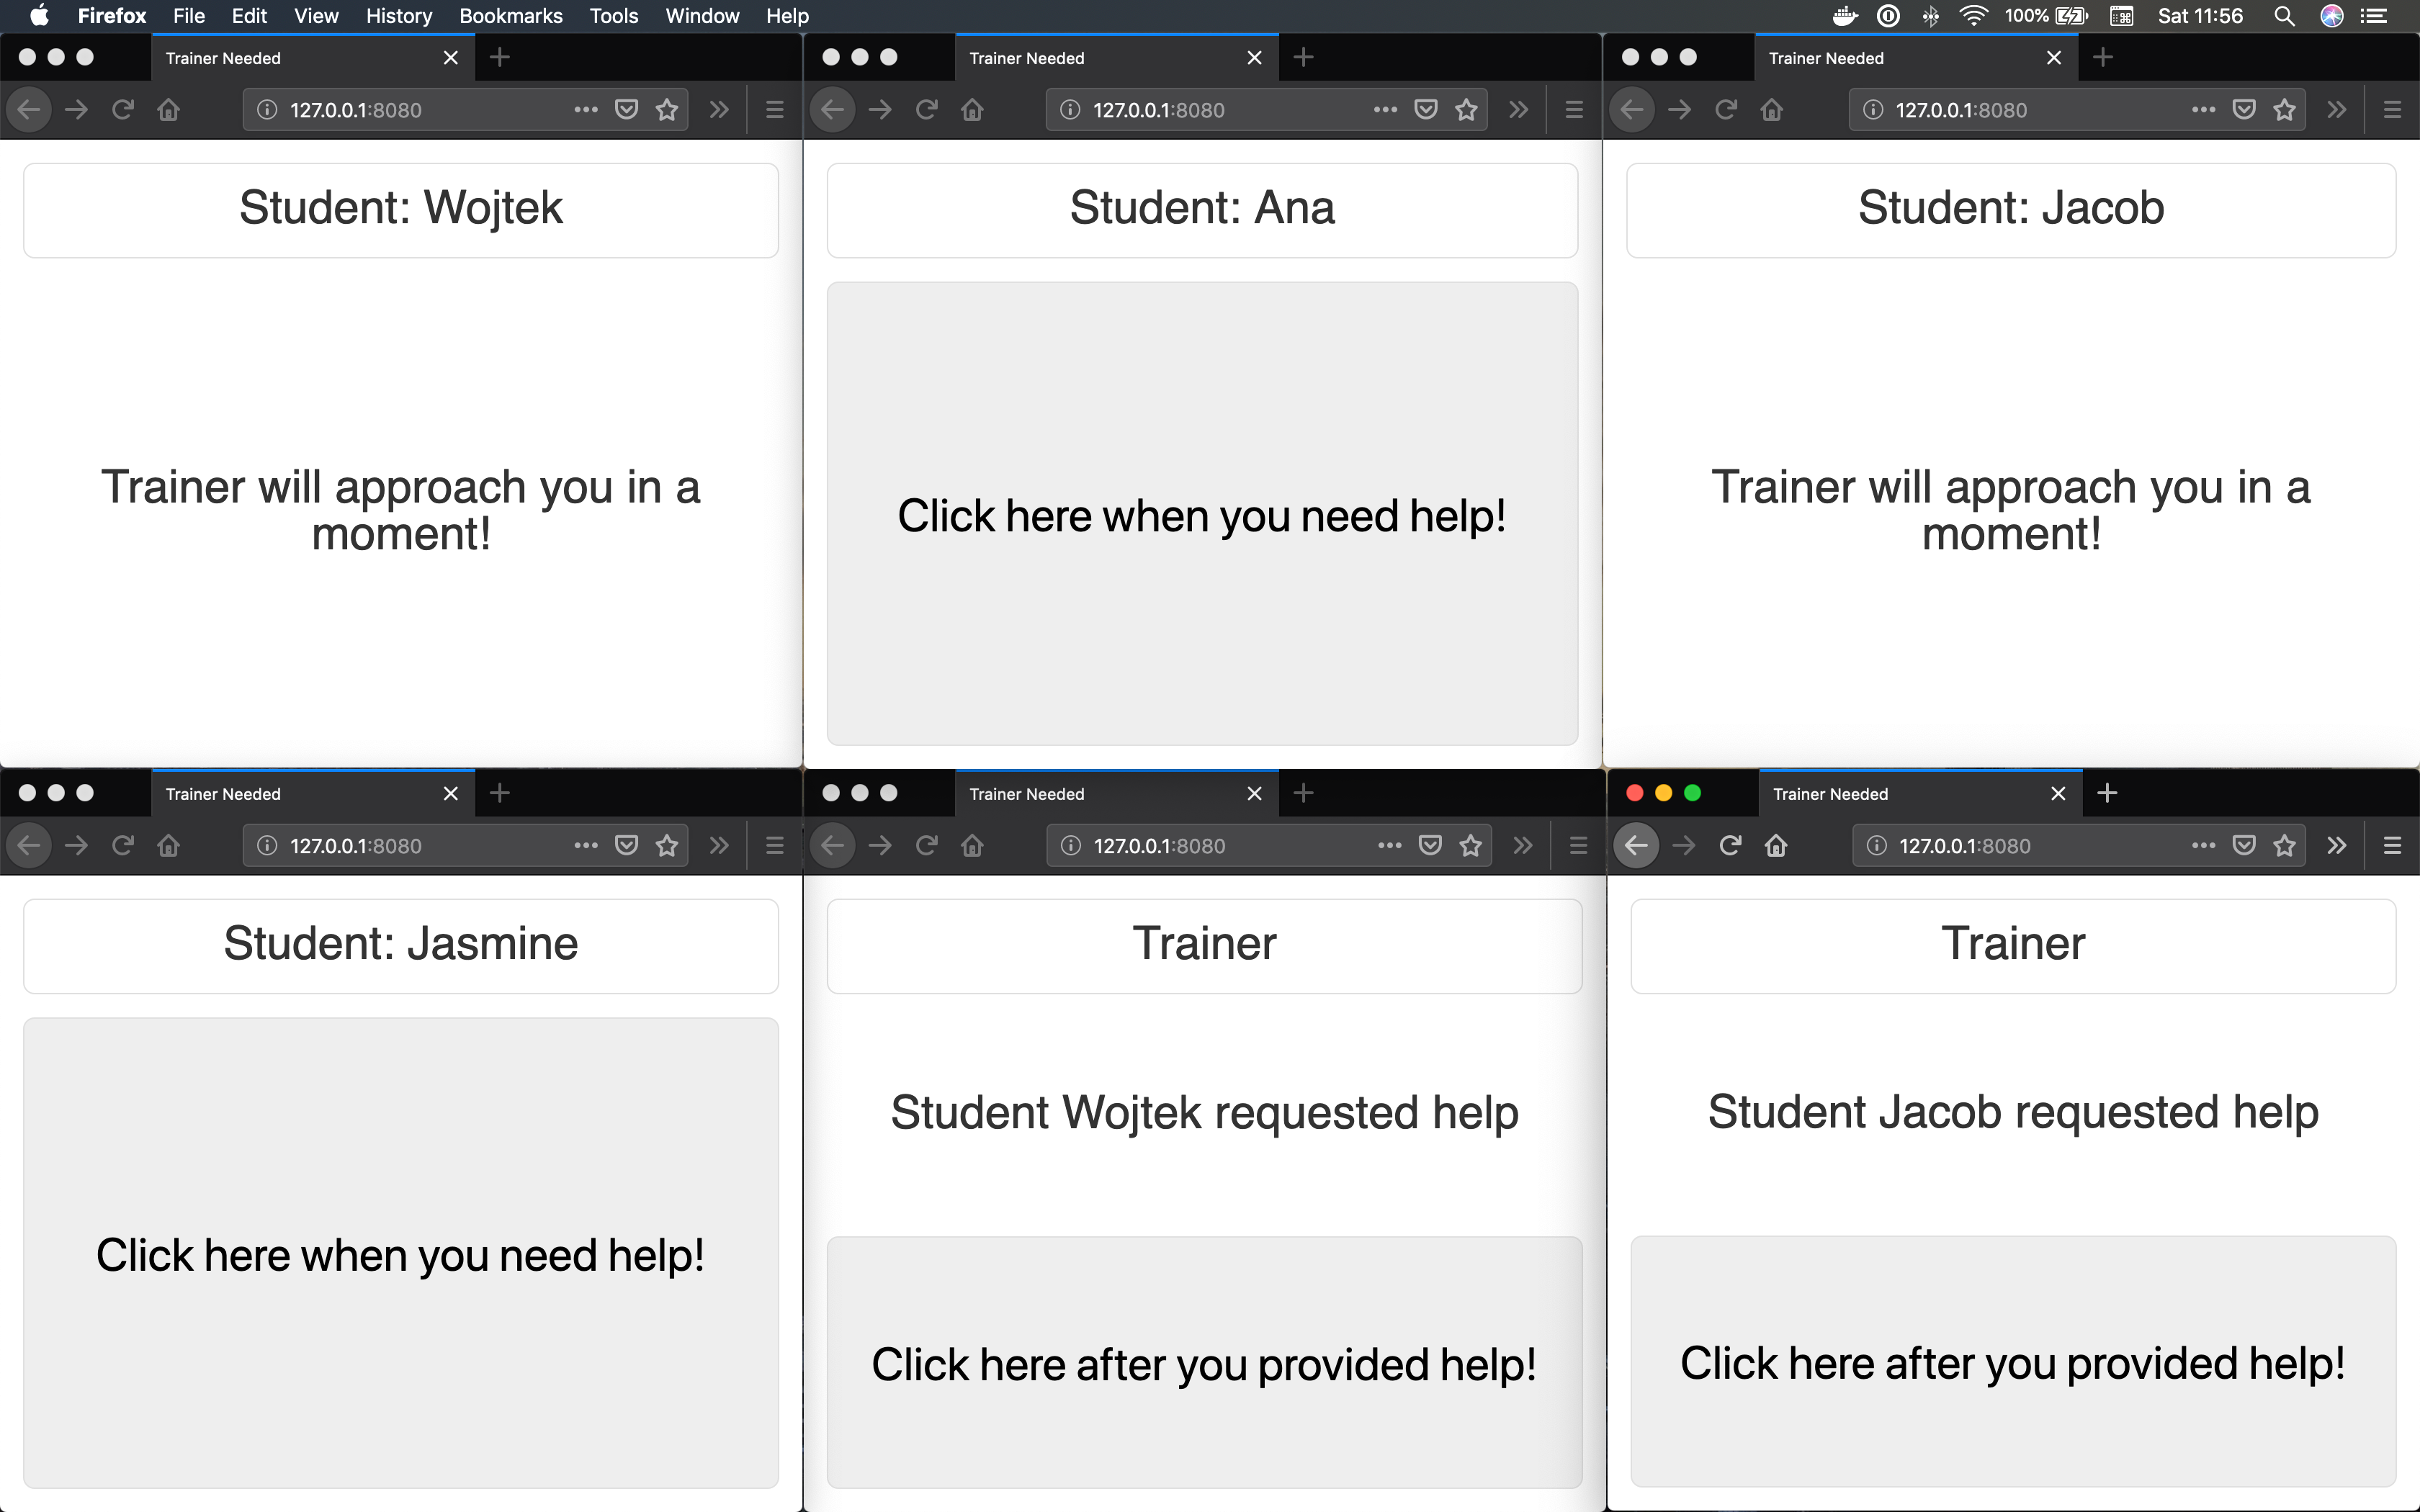 Firefox File Edit View History Bookmarks Tools Window Help 100% Sat 11:56
Trainer Needed
127.0.0.1:8080
Student: Wojtek
Trainer will approach you in a
moment!
Trainer Needed
127.0.0.1:8080
Student: Ana
Click here when you need help!
Trainer Needed
127.0.0.1:8080
Student: Jacob
Trainer will approach you in a
moment!
Trainer Needed
127.0.0.1:8080
Student: Jasmine
Click here when you need help!
Trainer Needed
127.0.0.1:8080
Trainer
Student Wojtek requested help
Click here after you provided help!
Trainer Needed
127.0.0.1:8080
Trainer
Student Jacob requested help
Click here after you provided help!